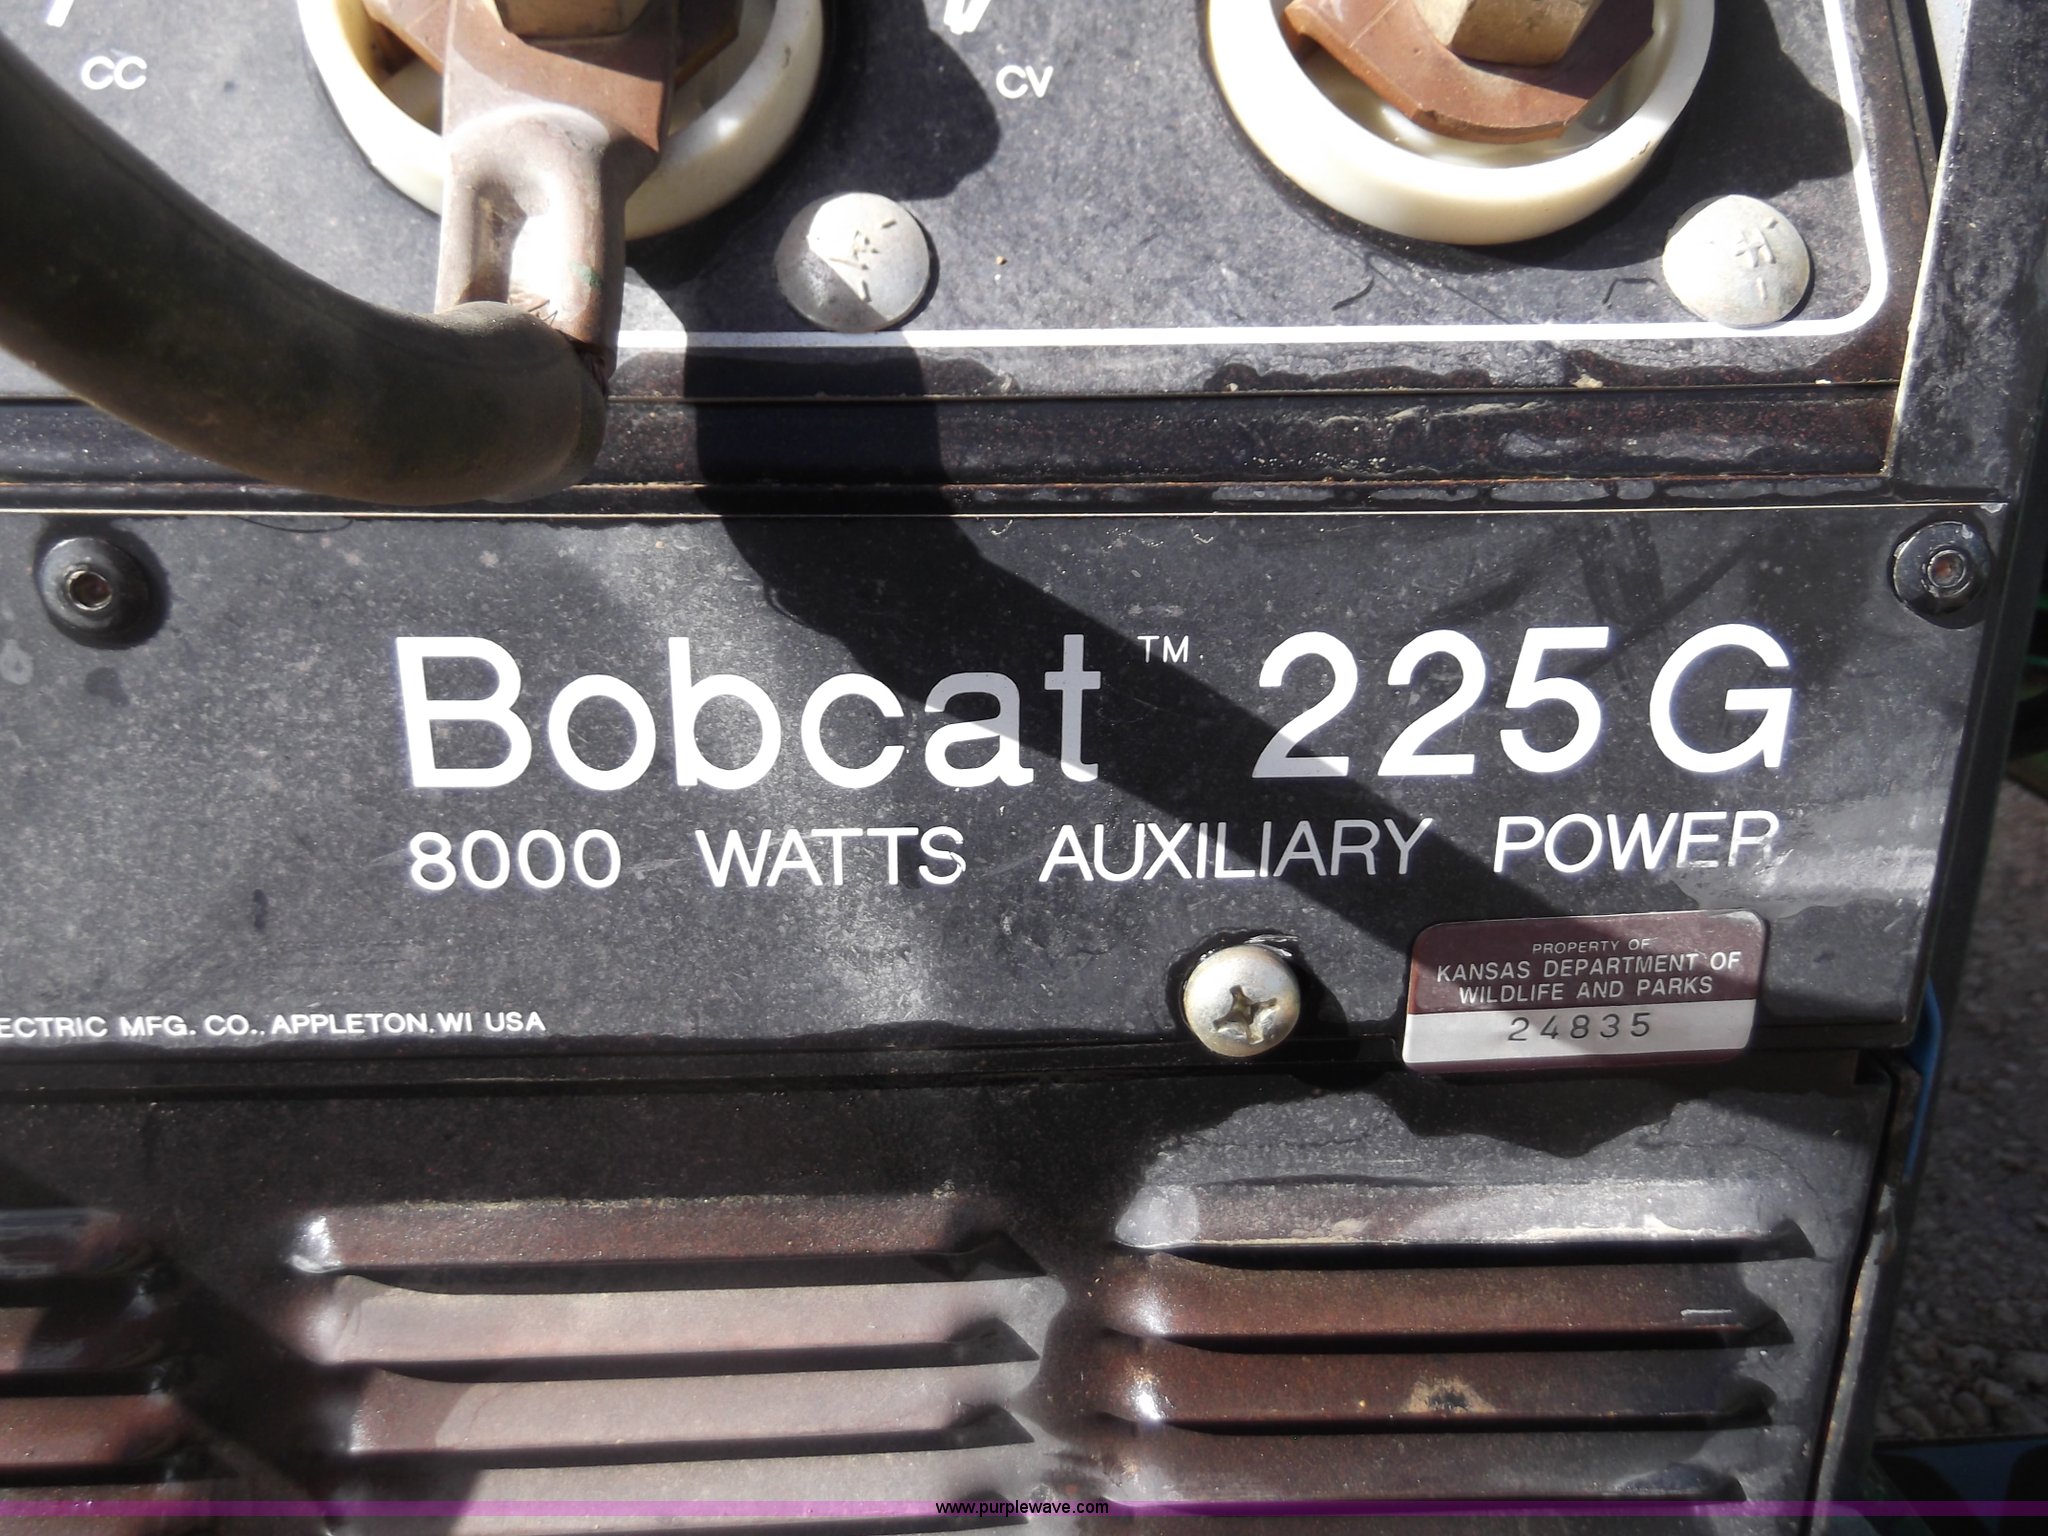 CC
CV
Bobcat™ 225G
8000 WATTS AUXILIARY POWER
PROPERTY OF
KANSAS DEPARTMENT OF
WILDLIFE AND PARKS
24835
ECTRIC MFG. CO., APPLETON. WI USA
www.purplewave.com